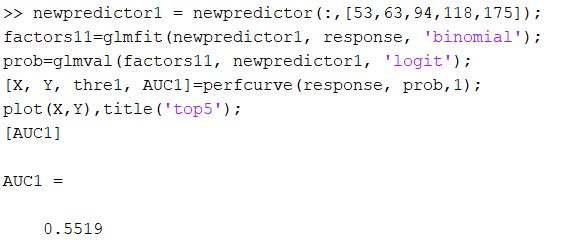 >> newpredictor1 = newpredictor(:,[53,63,94,118,175]);
factors11=glmfit(newpredictor1, response, 'binomial');
prob=glmval(factors11, newpredictor1, 'logit');
[X, Y, thre1, AUC1]=perfcurve(response, prob,1);
plot(X,Y),title('top5');
[AUC1]
AUC1 =
0.5519